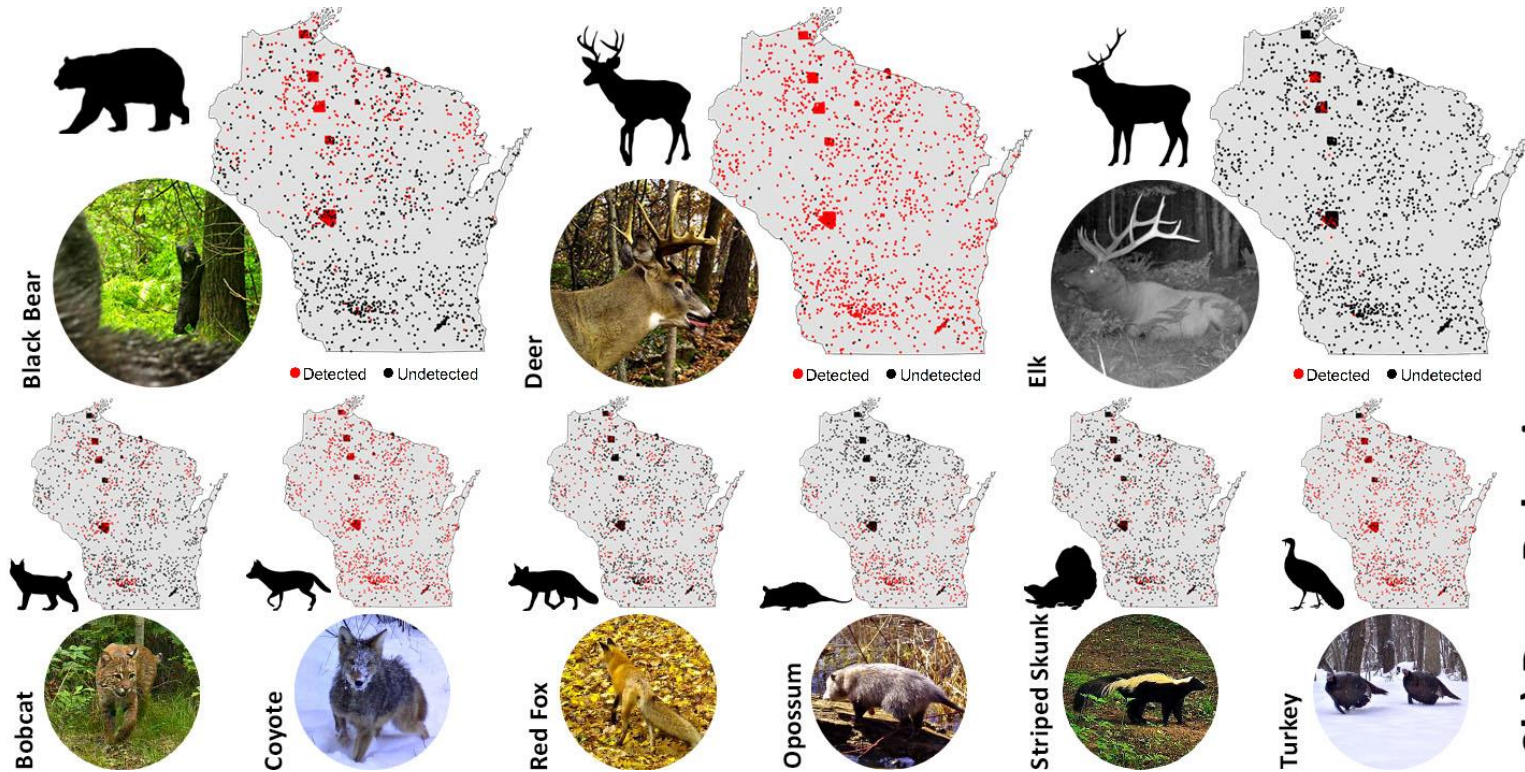 Black Bear
Detected
Undetected
Deer
Detected
Undetected
Elk
Detected
Undetected
Bobcat
Coyote
Red Fox
Opossum
Striped Skunk
Turkey